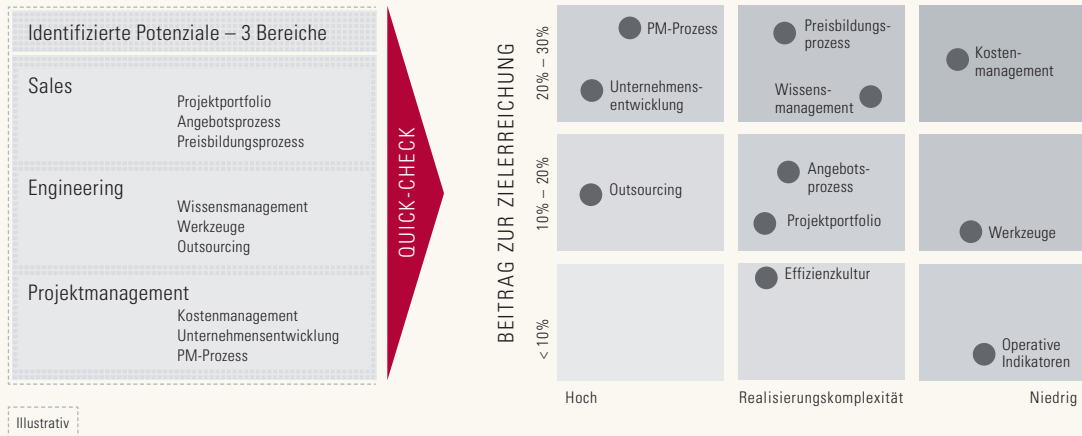 Identifizierte Potenziale – 3 Bereiche
Sales
Projektportfolio
Angebotsprozess
Preisbildungsprozess
Engineering
Wissensmanagement
Werkzeuge
Outsourcing
Projektmanagement
Kostenmanagement
Unternehmensentwicklung
PM-Prozess
Illustrativ
QUICK-CHECK
BEITRAG ZUR ZIELERREICHUNG
20% – 30%
10% – 20%
< 10%
PM-Prozess
Unternehmens-
entwicklung
Preisbildungs-
prozess
Wissens-
management
Kosten-
management
Outsourcing
Angebots-
prozess
Projektportfolio
Werkzeuge
Effizienzkultur
Operative
Indikatoren
Hoch
Realisierungskomplexität
Niedrig